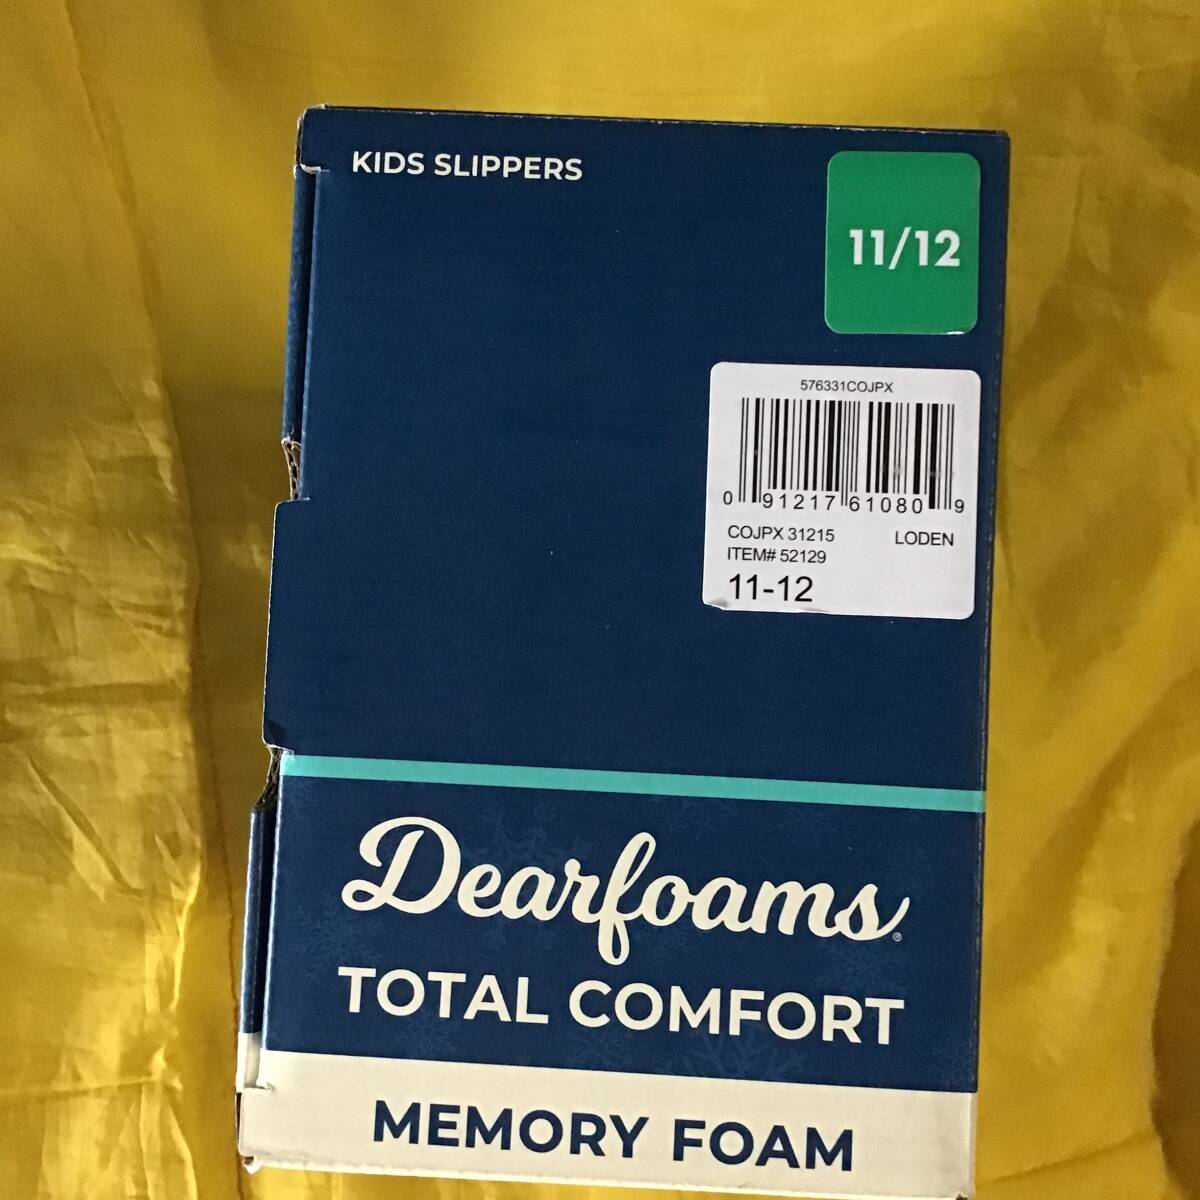 KIDS SLIPPERS
11/12
576331COJPX
0 91217 61080 9
COJPX 31215 LODEN
ITEM# 52129
11-12
Dearfoams®
TOTAL COMFORT
MEMORY FOAM